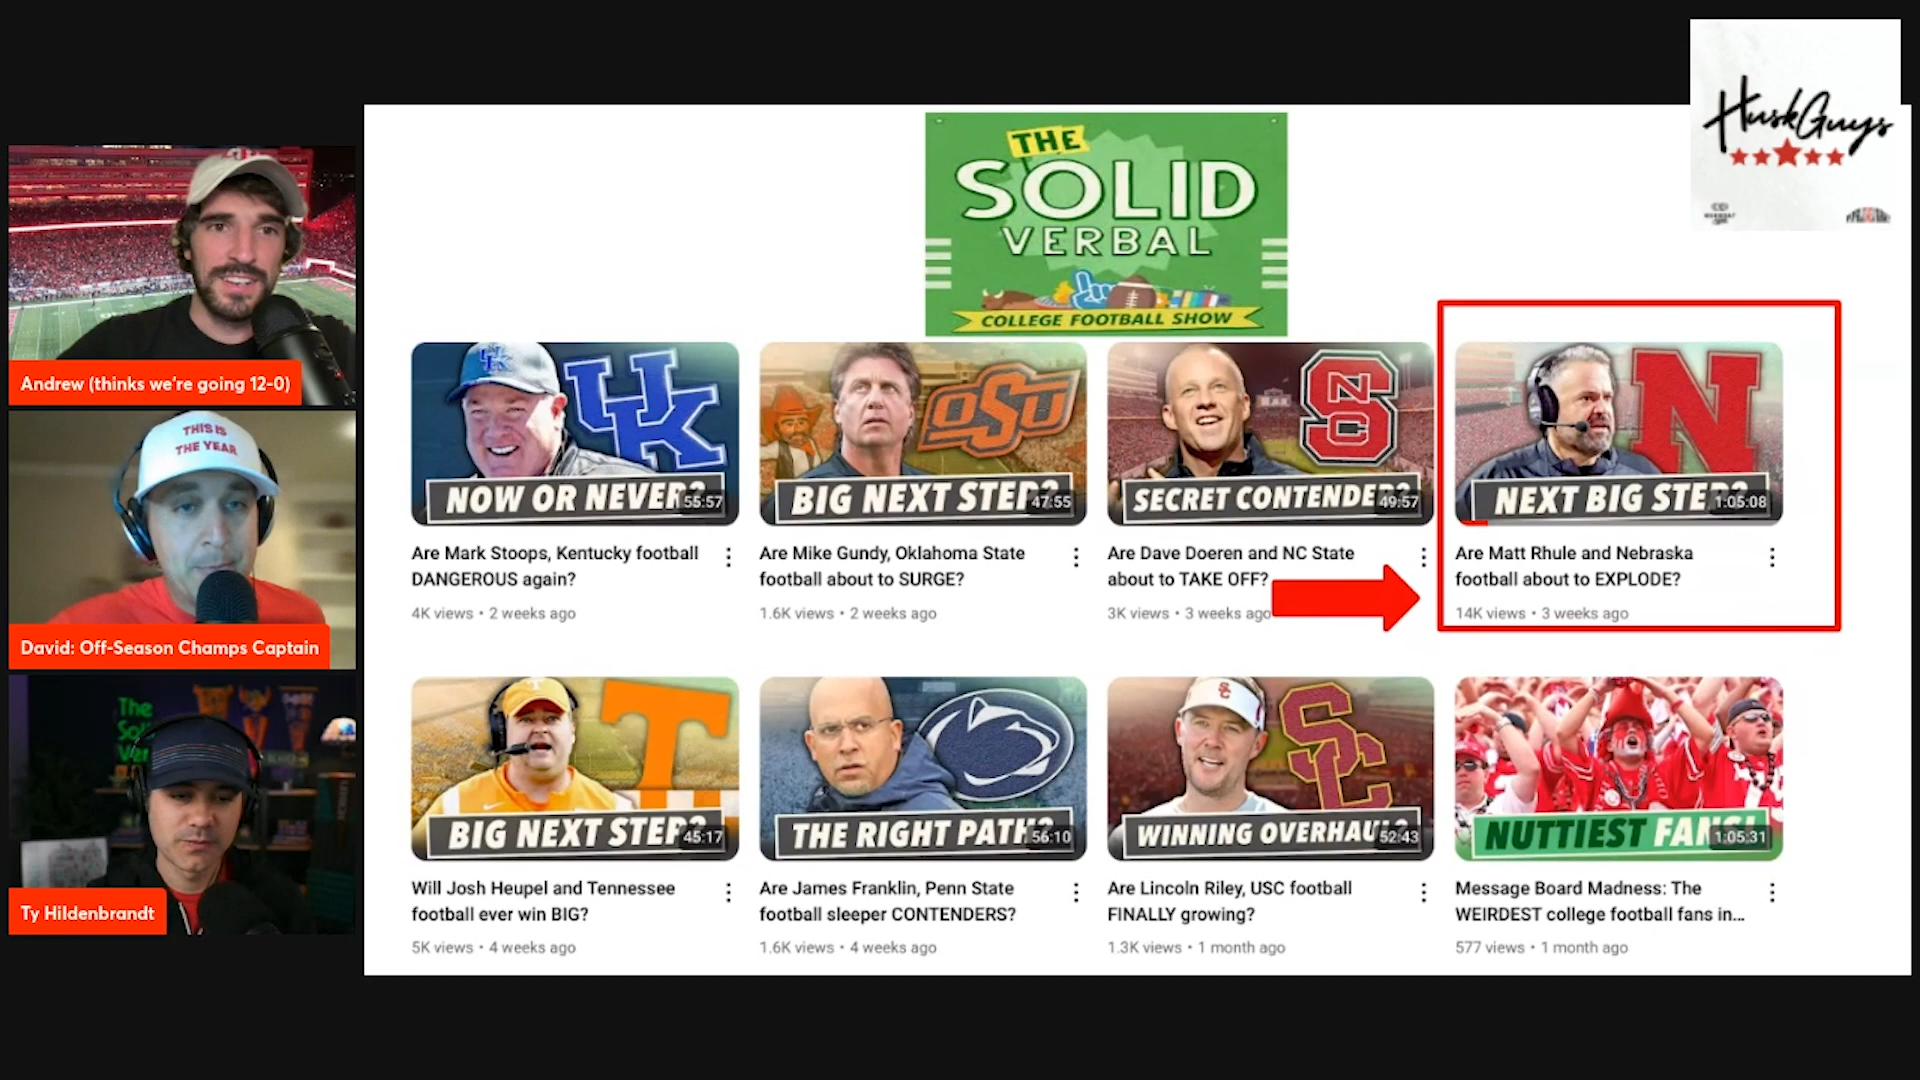 HuskGuys
THE
SOLID
VERBAL
COLLEGE FOOTBALL SHOW
Andrew (thinks we're going 12-0)
THIS IS
THE YEAR
David: Off-Season Champs Captain
The
Ty Hildenbrandt
UK
NOW OR NEVER?
55:57
Are Mark Stoops, Kentucky football
DANGEROUS again?
4K views • 2 weeks ago
OSU
BIG NEXT STEP?
47:55
Are Mike Gundy, Oklahoma State
football about to SURGE?
1.6K views • 2 weeks ago
NCS
SECRET CONTENDER?
49:57
Are Dave Doeren and NC State
about to TAKE OFF?
3K views • 3 weeks ago
N
NEXT BIG STEP?
1:05:08
Are Matt Rhule and Nebraska
football about to EXPLODE?
14K views • 3 weeks ago
T
BIG NEXT STEP?
45:17
Will Josh Heupel and Tennessee
football ever win BIG?
5K views • 4 weeks ago
THE RIGHT PATH?
56:10
Are James Franklin, Penn State
football sleeper CONTENDERS?
1.6K views • 4 weeks ago
SC
WINNING OVERHAUL?
52:43
Are Lincoln Riley, USC football
FINALLY growing?
1.3K views • 1 month ago
NUTTIEST FANS!
1:05:31
Message Board Madness: The
WEIRDEST college football fans in...
577 views • 1 month ago